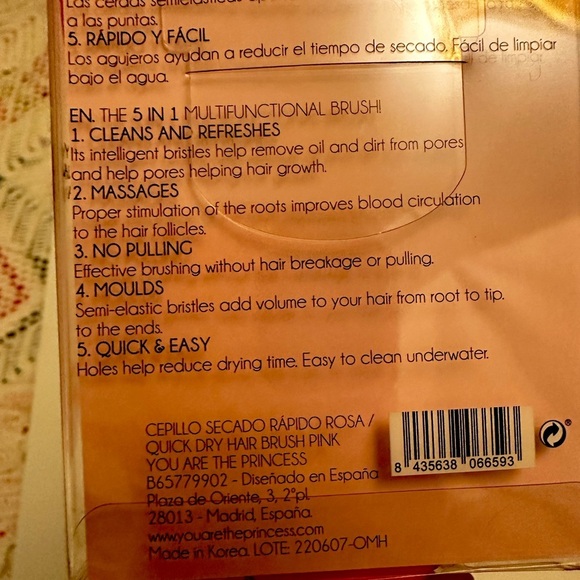 Las cerdas semielásticas
a las puntas.
5. RÁPIDO Y FÁCIL
Los agujeros ayudan a reducir el tiempo de secado. Fácil de limpiar
bajo el agua.
EN. THE 5 IN 1 MULTIFUNCTIONAL BRUSH!
1. CLEANS AND REFRESHES
Its intelligent bristles help remove oil and dirt from pores
and help pores helping hair growth.
2. MASSAGES
Proper stimulation of the roots improves blood circulation
to the hair follicles.
3. NO PULLING
Effective brushing without hair breakage or pulling.
4. MOULDS
Semi-elastic bristles add volume to your hair from root to tip.
to the ends.
5. QUICK & EASY
Holes help reduce drying time. Easy to clean underwater.
CEPILLO SECADO RÁPIDO ROSA /
QUICK DRY HAIR BRUSH PINK
YOU ARE THE PRINCESS
B65779902 - Diseñado en España
Plaza de Oriente, 3, 2ºpl.
28013 - Madrid, España.
www.youaretheprincess.com
Made in Korea. LOTE: 220607-OMH
8 435638 066593